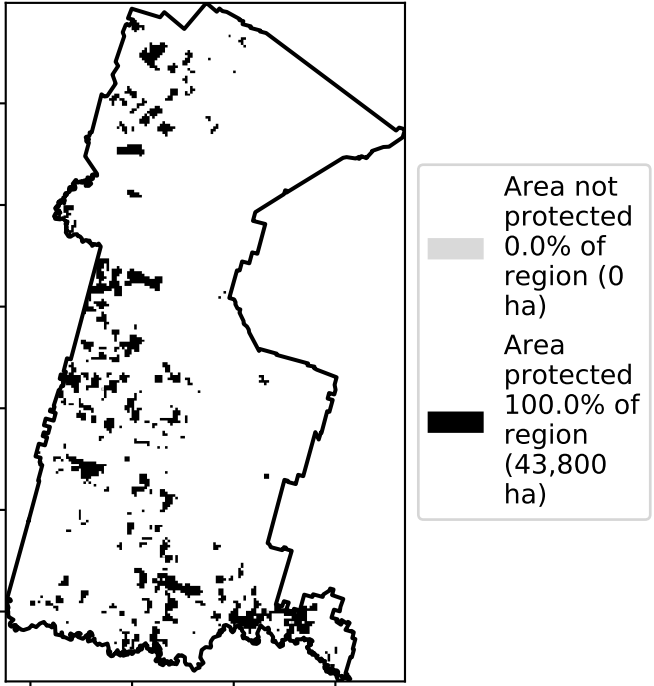 Area not
protected
0.0% of
region (0
ha)
Area
protected
100.0% of
region
(43,800
ha)